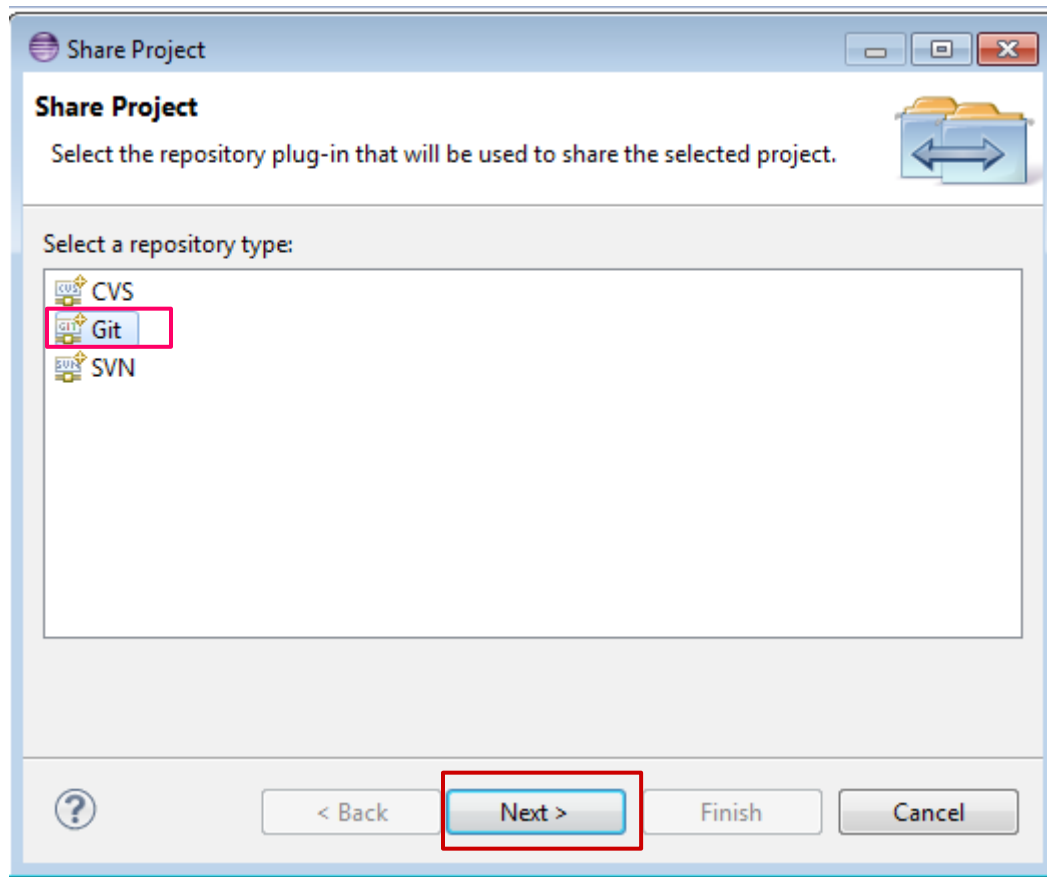 Share Project
Share Project
Select the repository plug-in that will be used to share the selected project.
Select a repository type:
CVS
Git
SVN
< Back Next > Finish Cancel